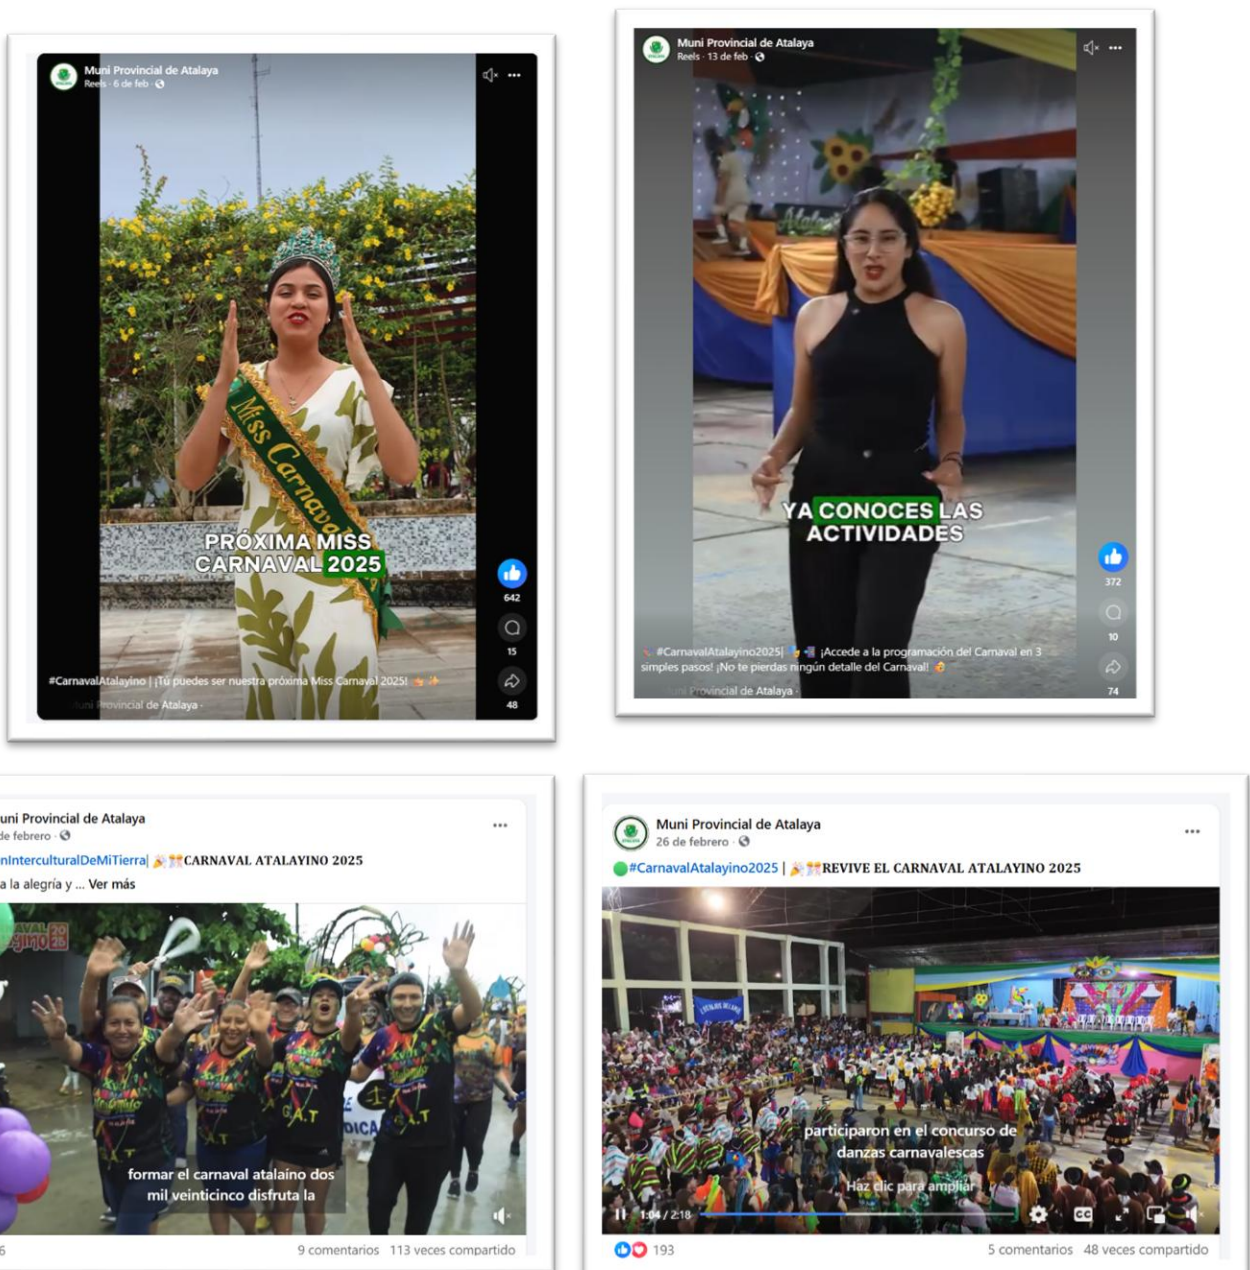 Muni Provincial de Atalaya
Reels · 6 de feb ·
Miss Carnaval
PRÓXIMA MISS
CARNAVAL 2025
642
15
#CarnavalAtalayino | ¡Tú puedes ser nuestra próxima Miss Carnaval 2025!
48
Muni Provincial de Atalaya ·
Muni Provincial de Atalaya
Reels · 13 de feb ·
YA CONOCES LAS
ACTIVIDADES
372
10
#CarnavalAtalayino2025| ¡Accede a la programación del Carnaval en 3
simples pasos! ¡No te pierdas ningún detalle del Carnaval!
74
Muni Provincial de Atalaya ·
uni Provincial de Atalaya
de febrero ·
nInterculturalDeMiTierra| CARNAVAL ATALAYINO 2025
a la alegría y ... Ver más
G.A.T
G.A.T
DICA
formar el carnaval atalaíno dos
mil veinticinco disfruta la
6
9 comentarios 113 veces compartido
Muni Provincial de Atalaya
26 de febrero ·
#CarnavalAtalayino2025 | REVIVE EL CARNAVAL ATALAYINO 2025
participaron en el concurso de
danzas carnavalescas
Haz clic para ampliar
1:04 / 2:18
CC
193
5 comentarios 48 veces compartido